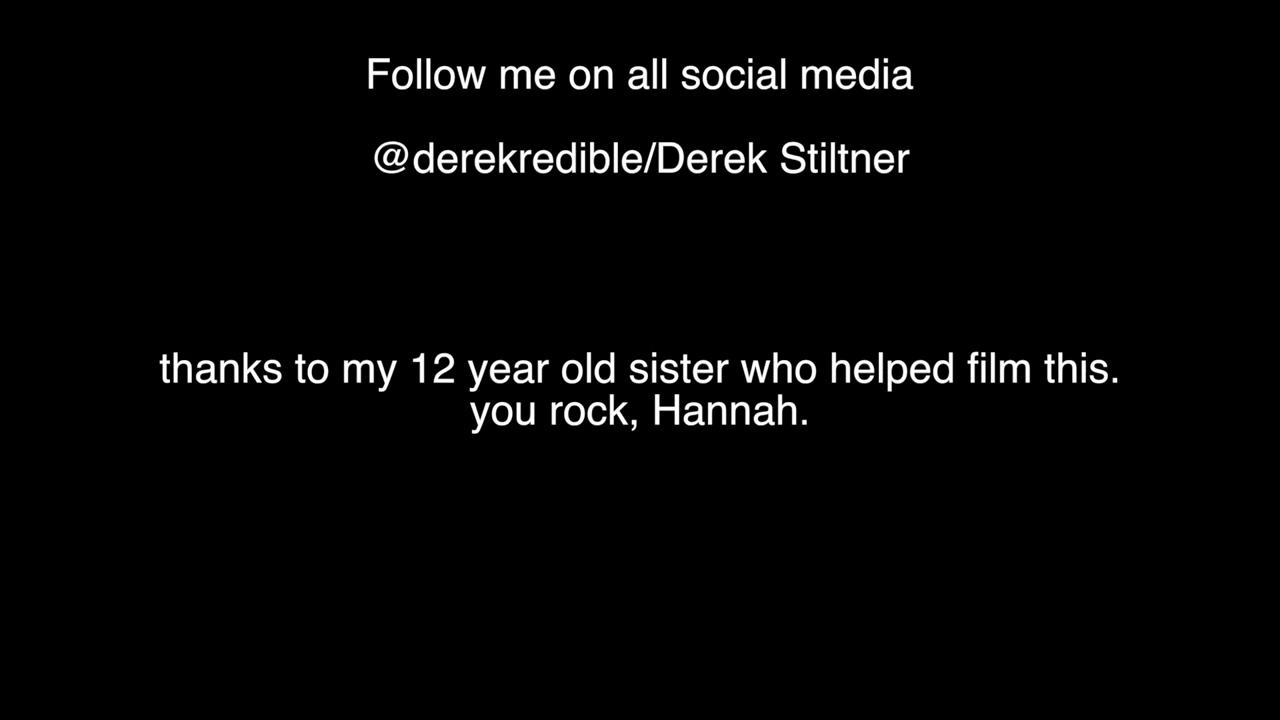 Follow me on all social media
@derekredible/Derek Stiltner
thanks to my 12 year old sister who helped film this.
you rock, Hannah.